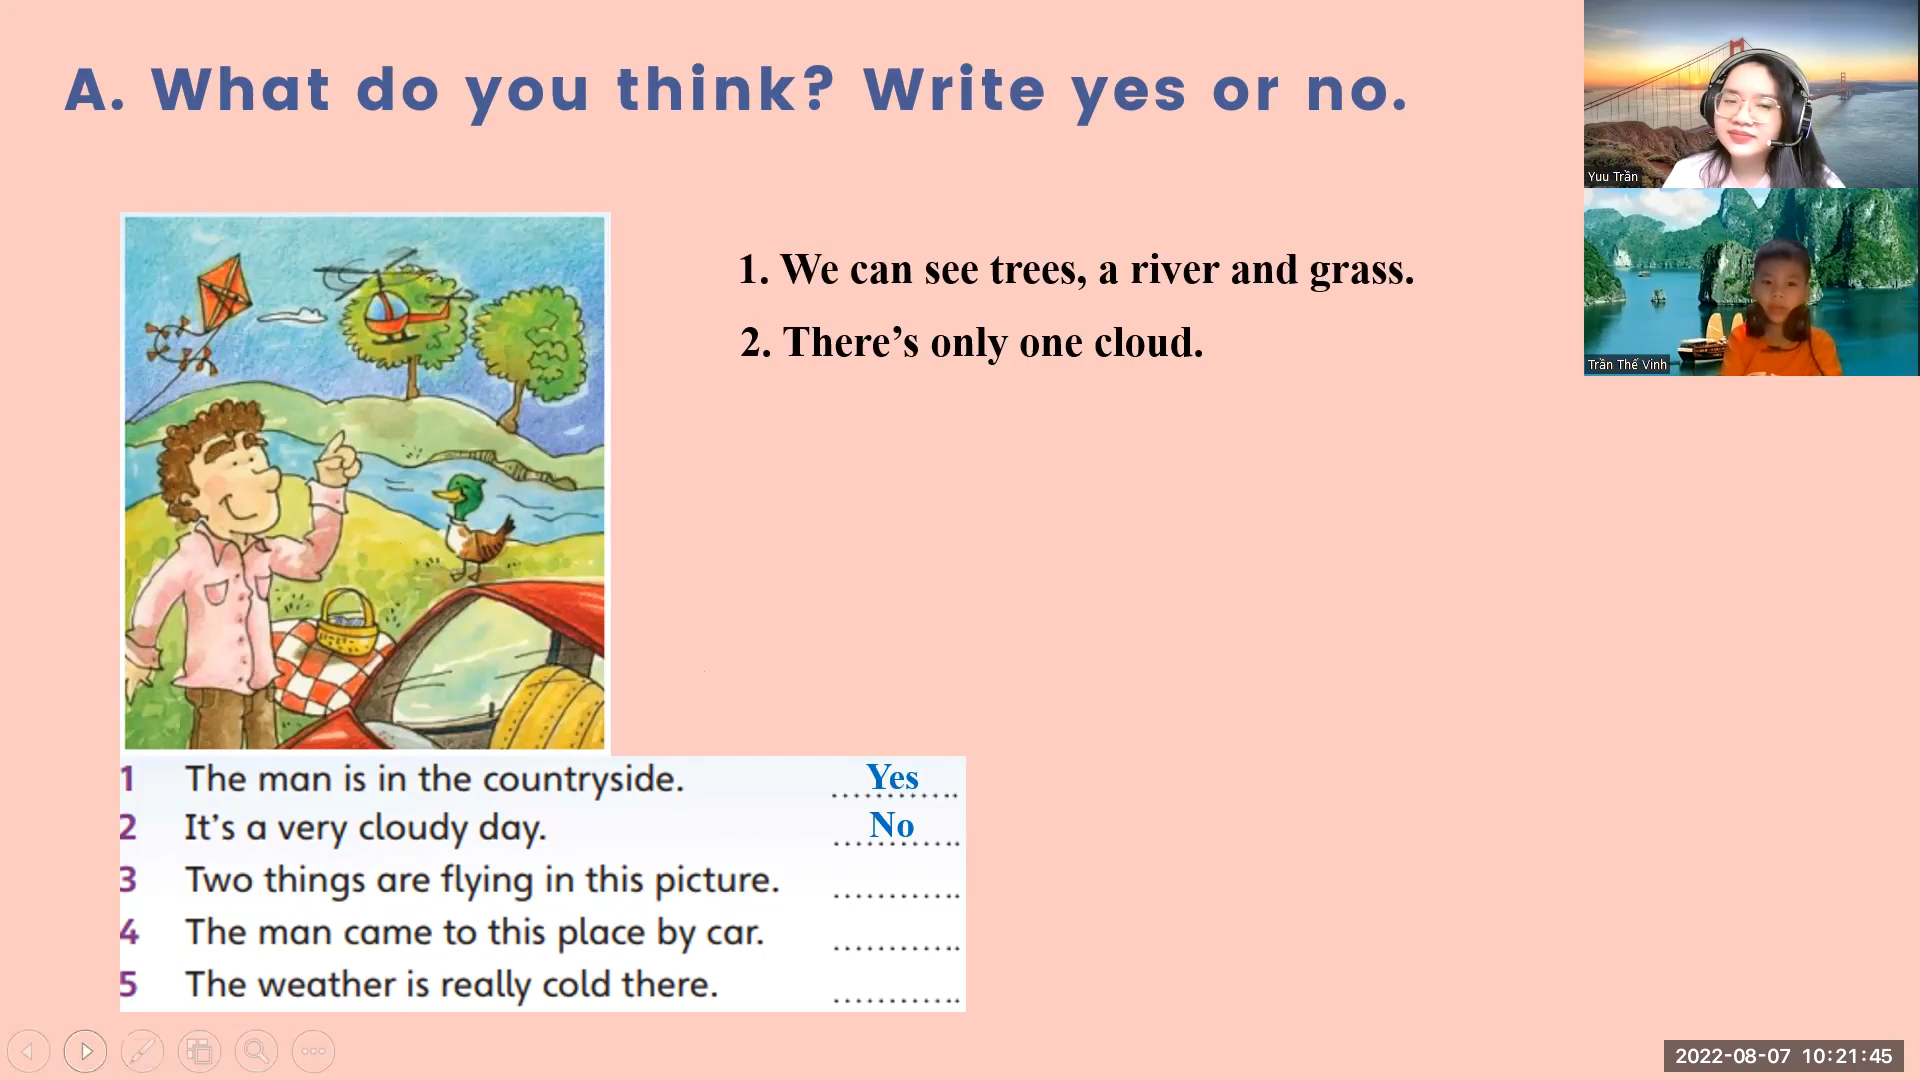 A. What do you think? Write yes or no.
Yuu Trần
Trần Thế Vinh
1. We can see trees, a river and grass.
2. There’s only one cloud.
1 The man is in the countryside. ............ Yes
2 It’s a very cloudy day. ............ No
3 Two things are flying in this picture. ............
4 The man came to this place by car. ............
5 The weather is really cold there. ............
2022-08-07 10:21:45